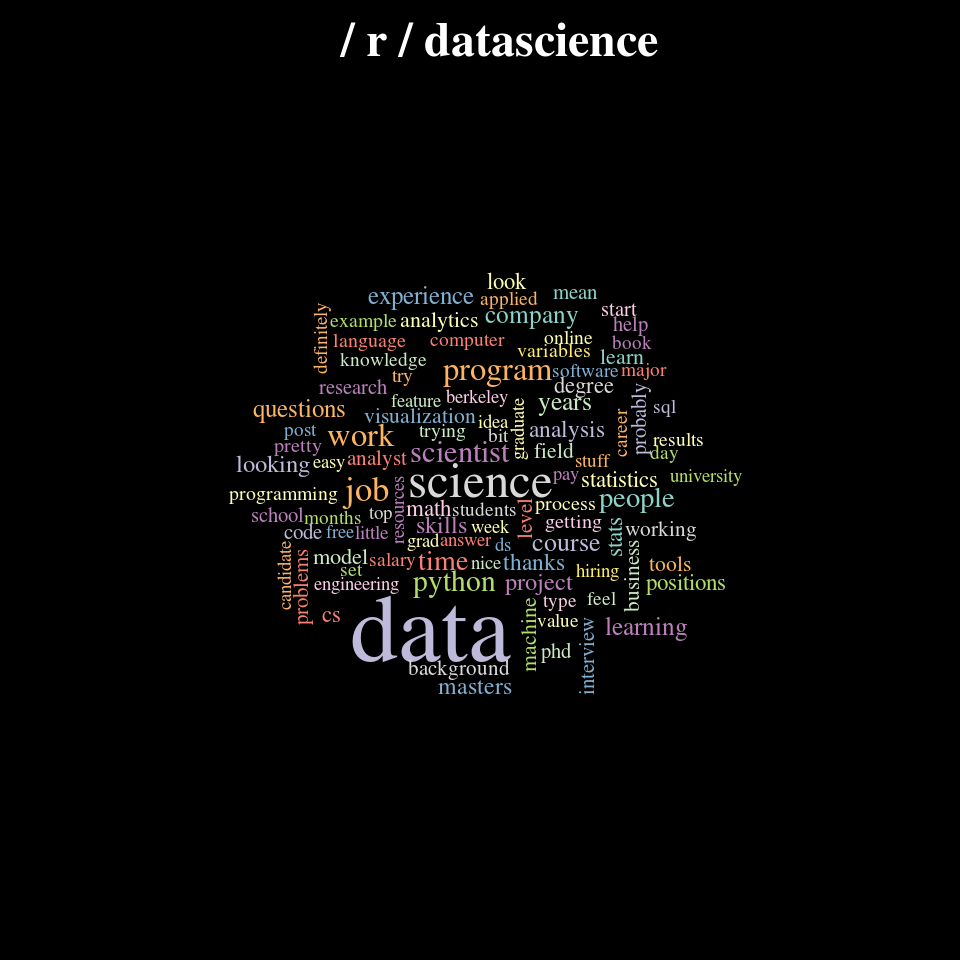 / r / datascience
look
experience
applied
mean
definitely
example
analytics
company
start
help
language
computer
online
book
knowledge
variables
learn
try
program
software
major
research
feature
berkeley
degree
probably
questions
visualization
idea
graduate
years
career
sql
post
work
trying
bit
analysis
results
pretty
scientist
field
day
looking
easy
analyst
stuff
programming
job
science
pay
statistics
university
resources
people
school
months
top
math
students
level
process
code
free
little
skills
week
getting
stats
working
grad
answer
ds
course
candidate
problems
model
salary
time
nice
thanks
hiring
business
tools
set
engineering
python
project
positions
cs
data
machine
type
feel
value
interview
learning
background
phd
masters